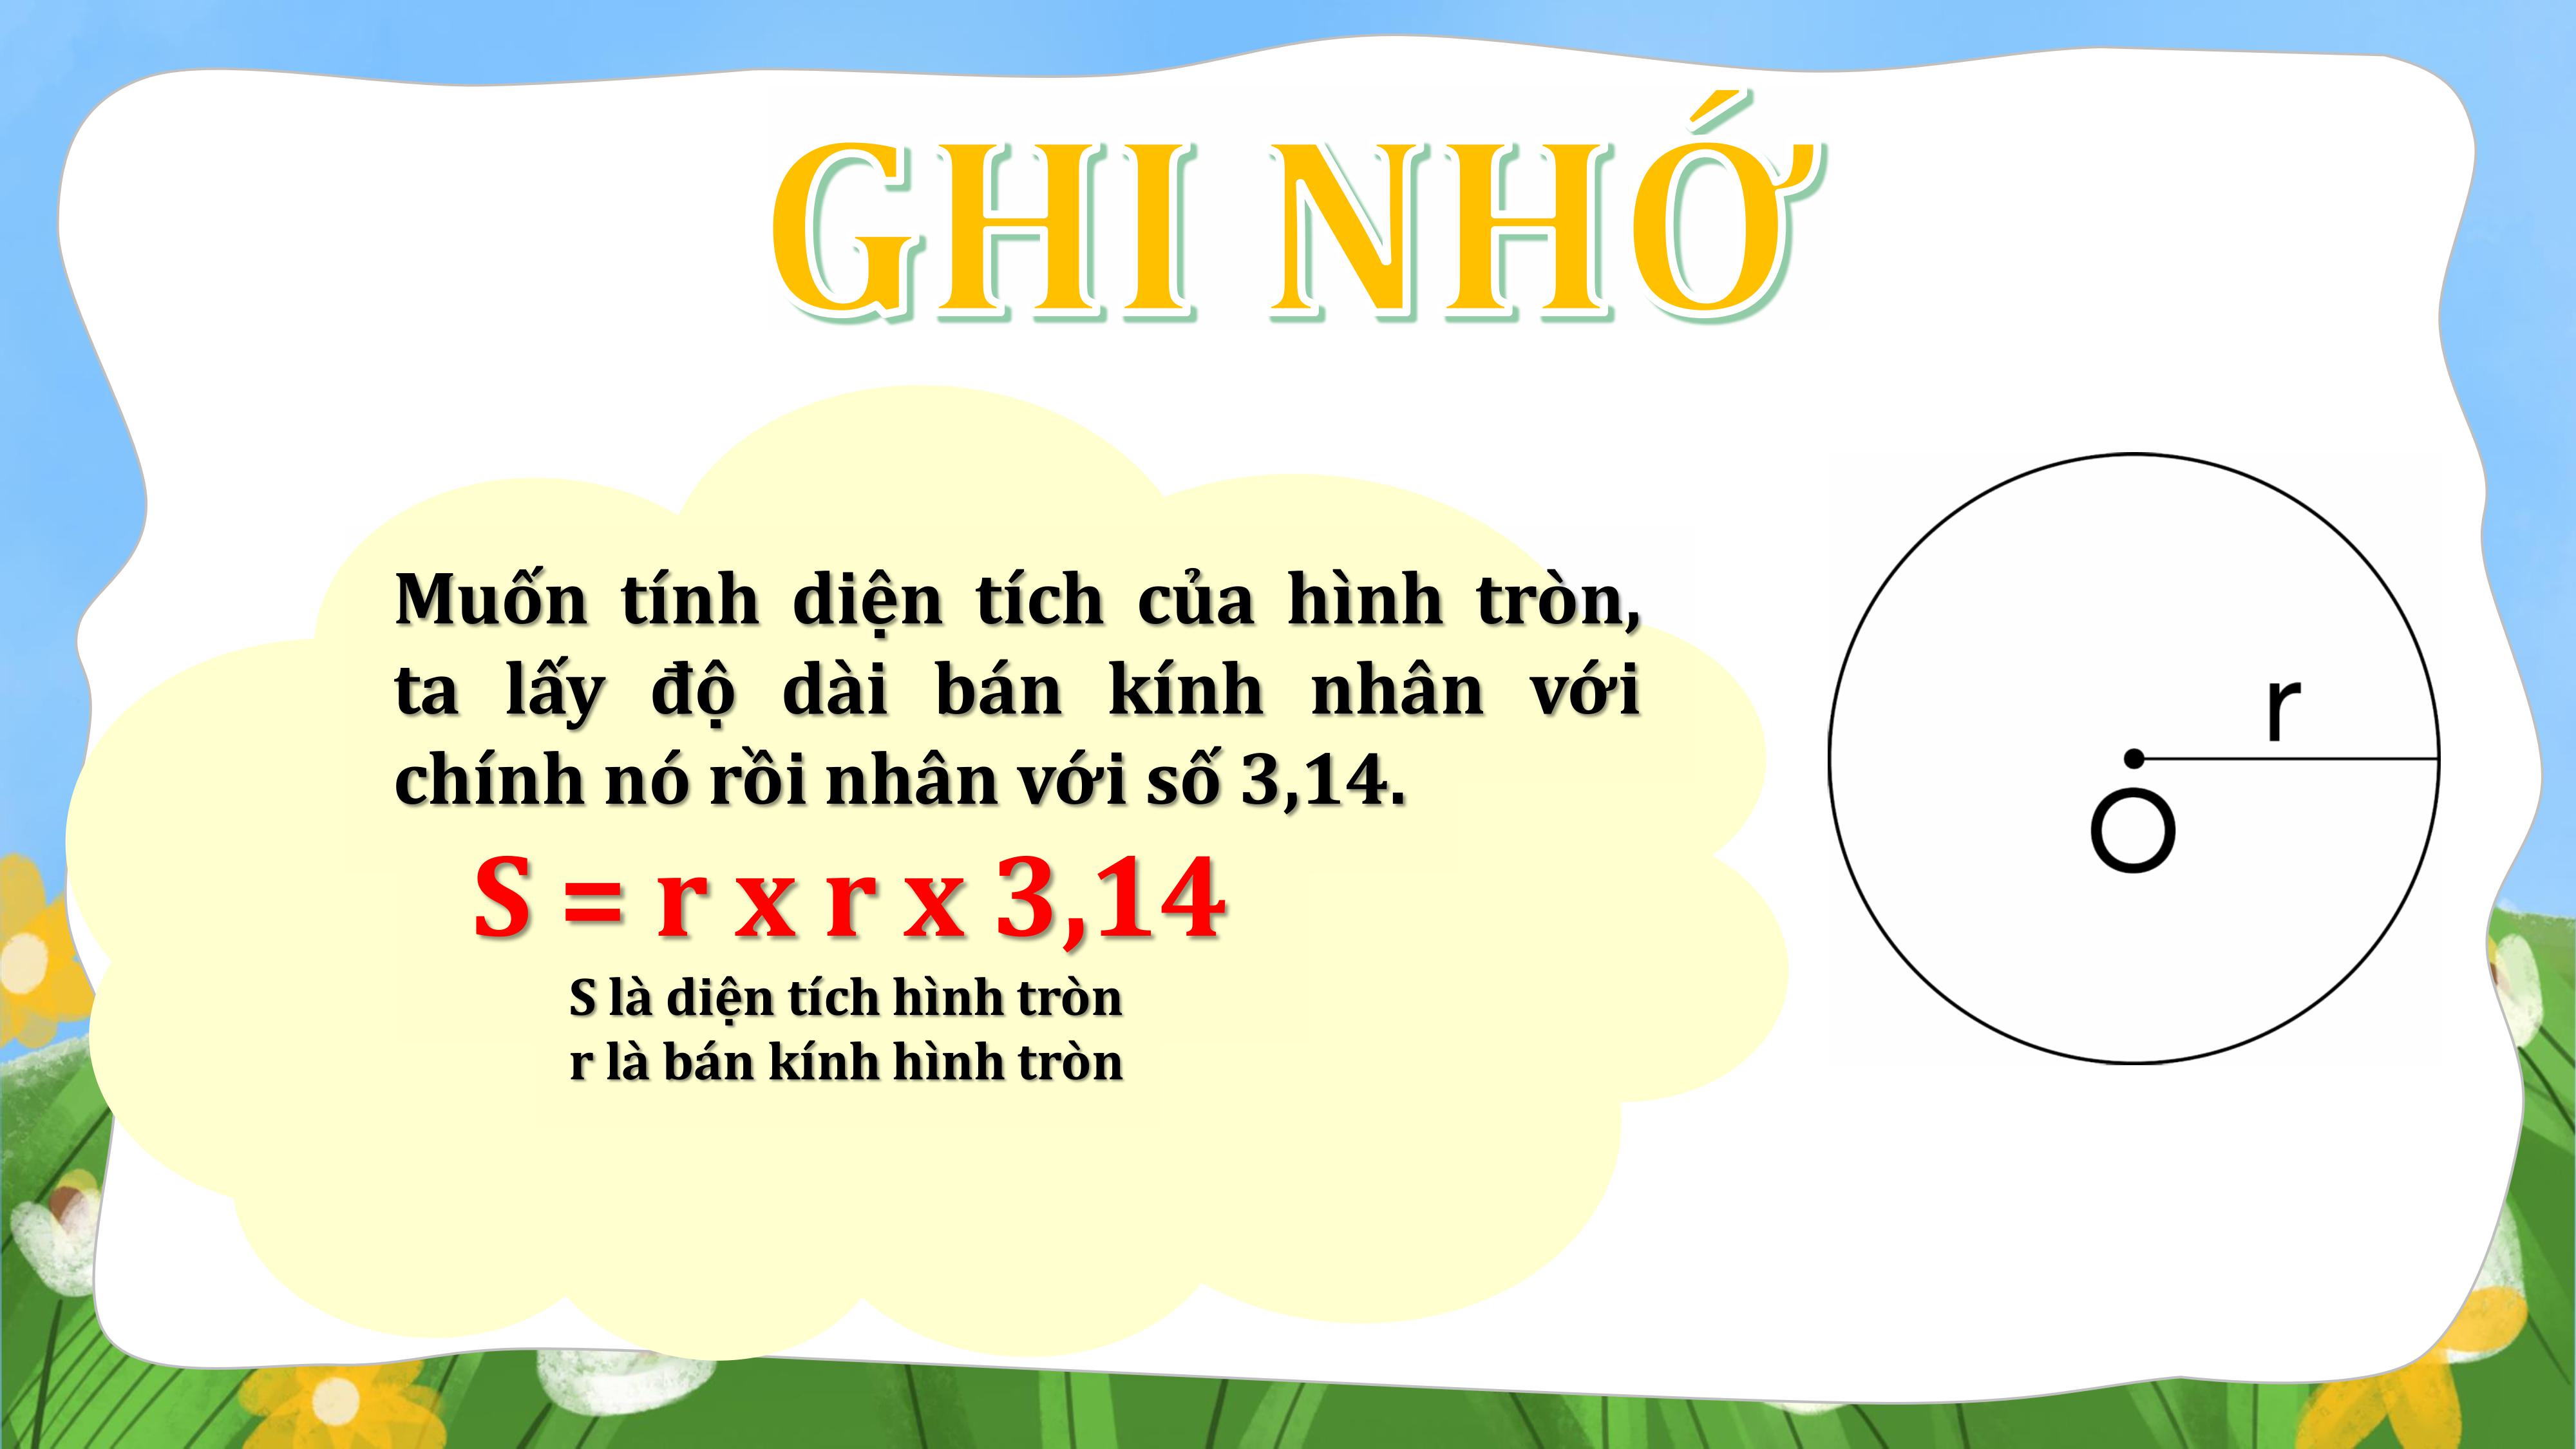 GHI NHỚ
Muốn tính diện tích của hình tròn,
ta lấy độ dài bán kính nhân với
chính nó rồi nhân với số 3,14.
S = r x r x 3,14
S là diện tích hình tròn
r là bán kính hình tròn
r
O